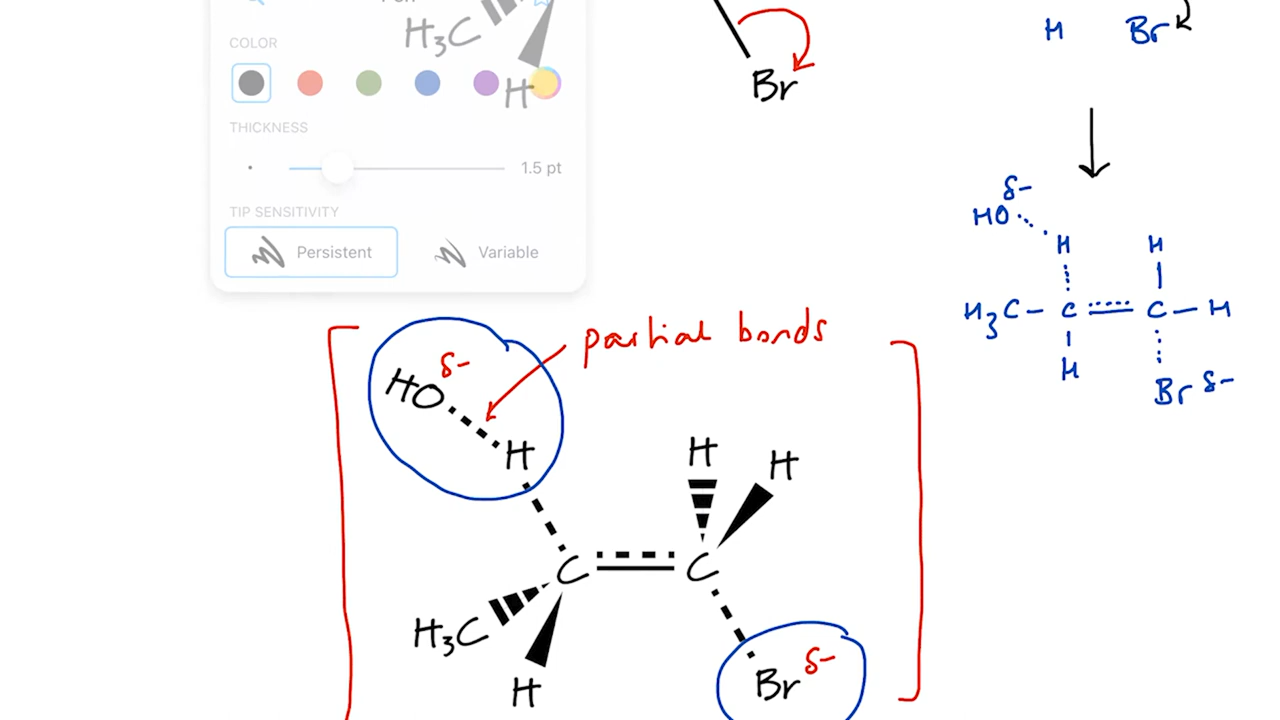 H₃C
COLOR
H
THICKNESS
1.5 pt
TIP SENSITIVITY
Persistent
Variable
Br
H Br
δ-
HO
H H
H₃C - C C - H
H
Br δ-
partial bonds
δ-
HO
H
H H
C C
H₃C
H
Br δ-